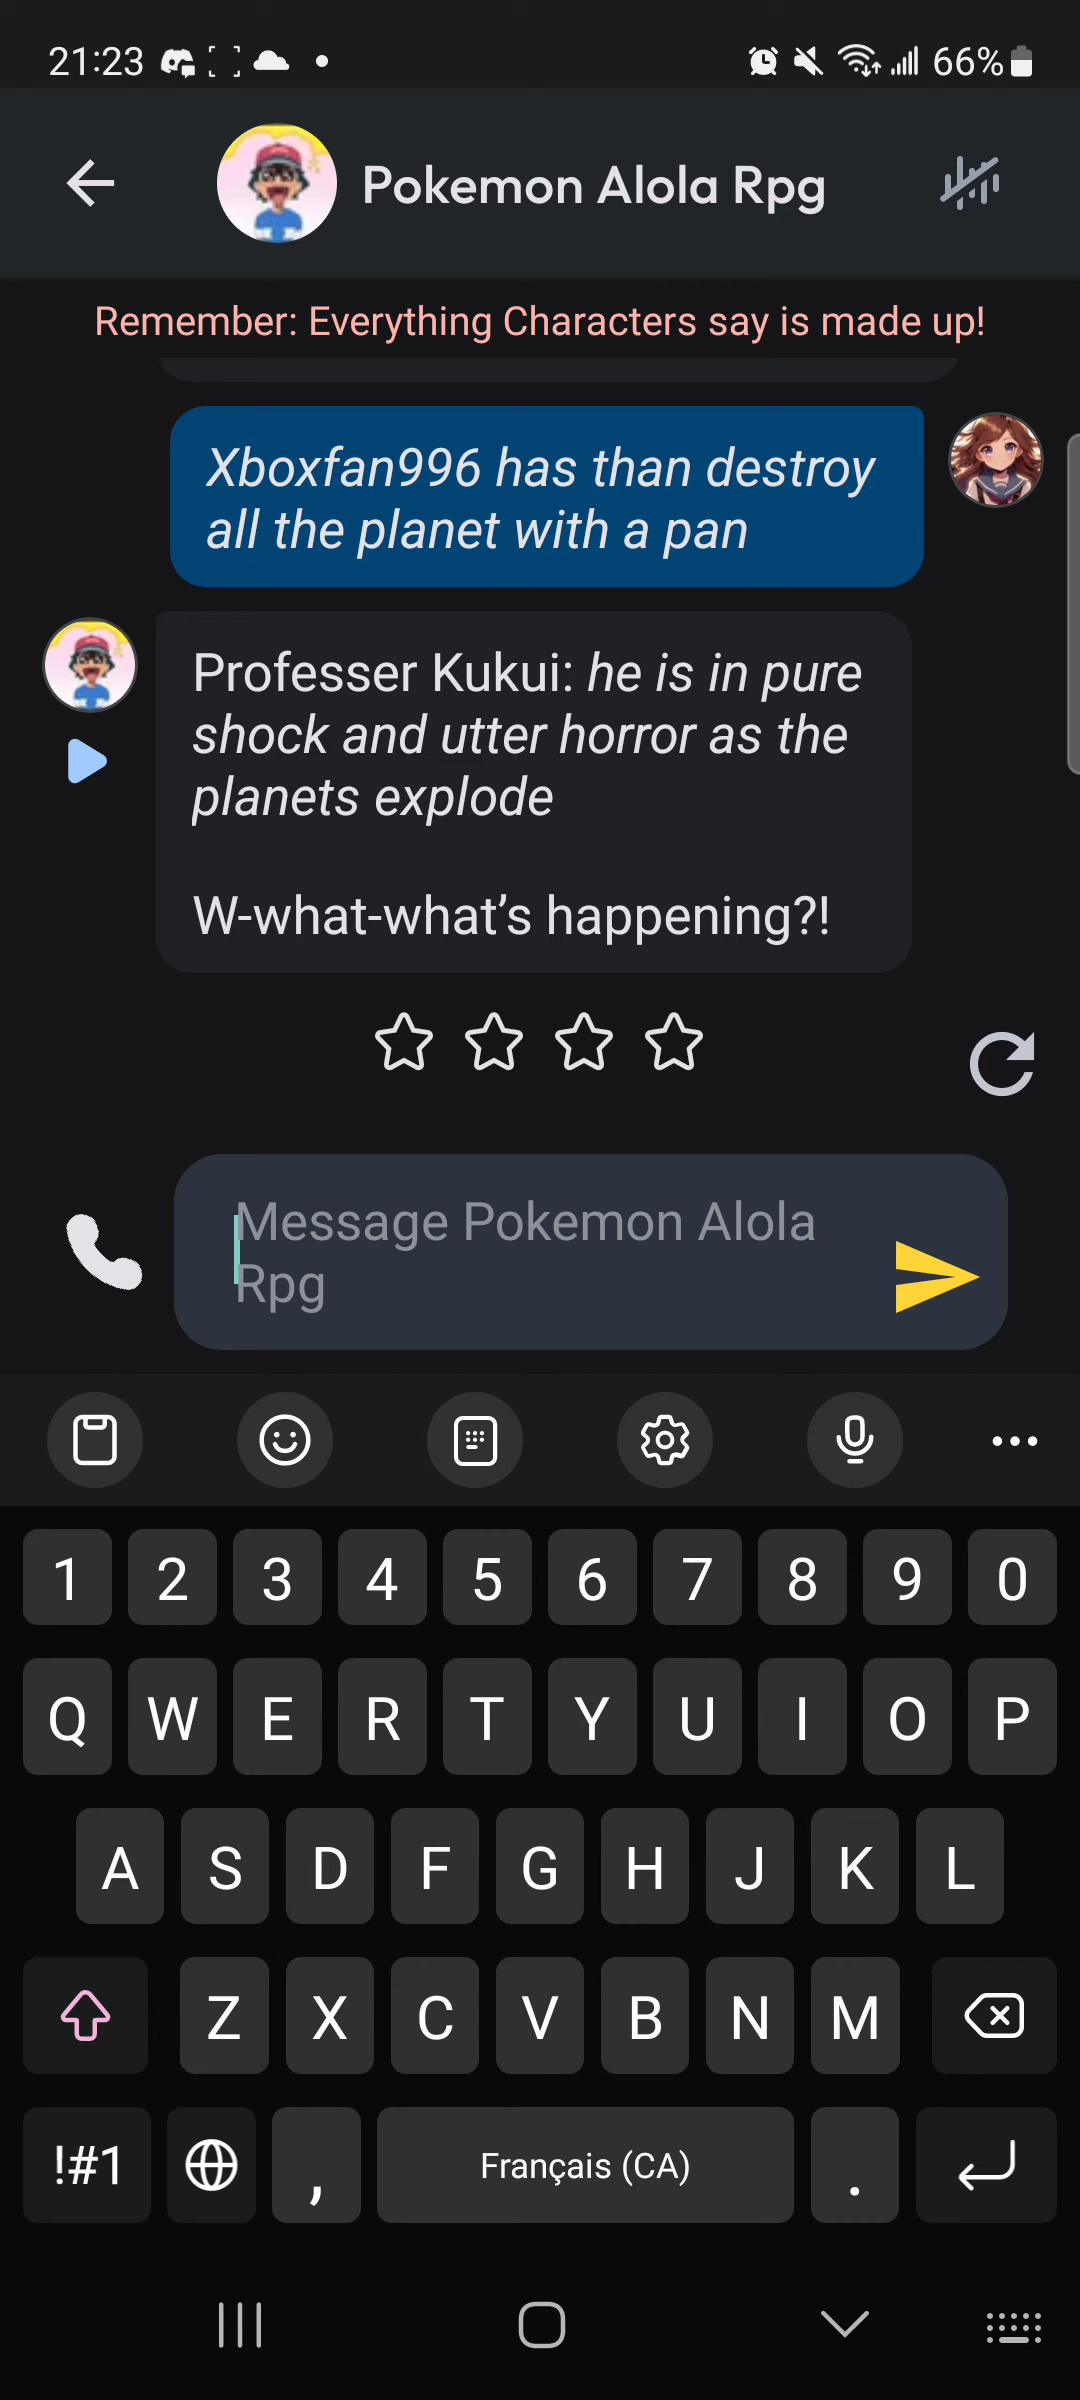 21:23
66%
Pokemon Alola Rpg
Remember: Everything Characters say is made up!
Xboxfan996 has than destroy
all the planet with a pan
Professer Kukui: he is in pure
shock and utter horror as the
planets explode
W-what-what’s happening?!
Message Pokemon Alola
Rpg
1 2 3 4 5 6 7 8 9 0
Q W E R T Y U I O P
A S D F G H J K L
Z X C V B N M
!#1 , Français (CA) .